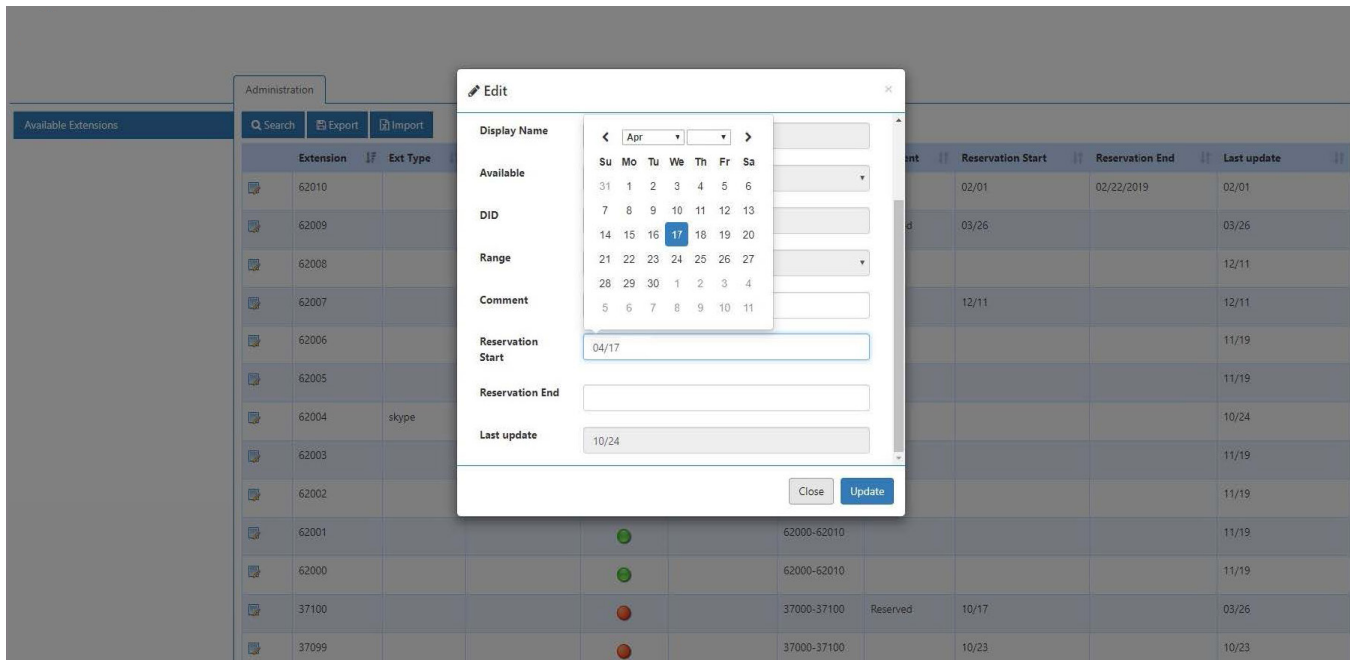 Administration
Available Extensions
Search Export Import
Extension Ext Type ent Reservation Start Reservation End Last update
62010 02/01 02/22/2019 02/01
62009 d 03/26 03/26
62008 12/11
62007 12/11 12/11
62006 11/19
62005 11/19
62004 skype 10/24
62003 11/19
62002 11/19
62001 62000-62010 11/19
62000 62000-62010 11/19
37100 37000-37100 Reserved 10/17 03/26
37099 37000-37100 10/23 10/23
Edit ×
Display Name
Available
DID
Range
Comment
Apr
Su Mo Tu We Th Fr Sa
31 1 2 3 4 5 6
7 8 9 10 11 12 13
14 15 16 17 18 19 20
21 22 23 24 25 26 27
28 29 30 1 2 3 4
5 6 7 8 9 10 11
Reservation
Start
04/17
Reservation End
Last update 10/24
Close Update